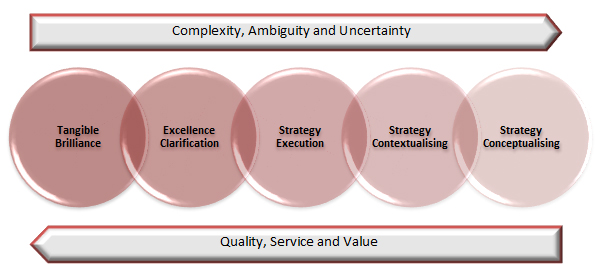 Complexity, Ambiguity and Uncertainty
Tangible
Brilliance
Excellence
Clarification
Strategy
Execution
Strategy
Contextualising
Strategy
Conceptualising
Quality, Service and Value